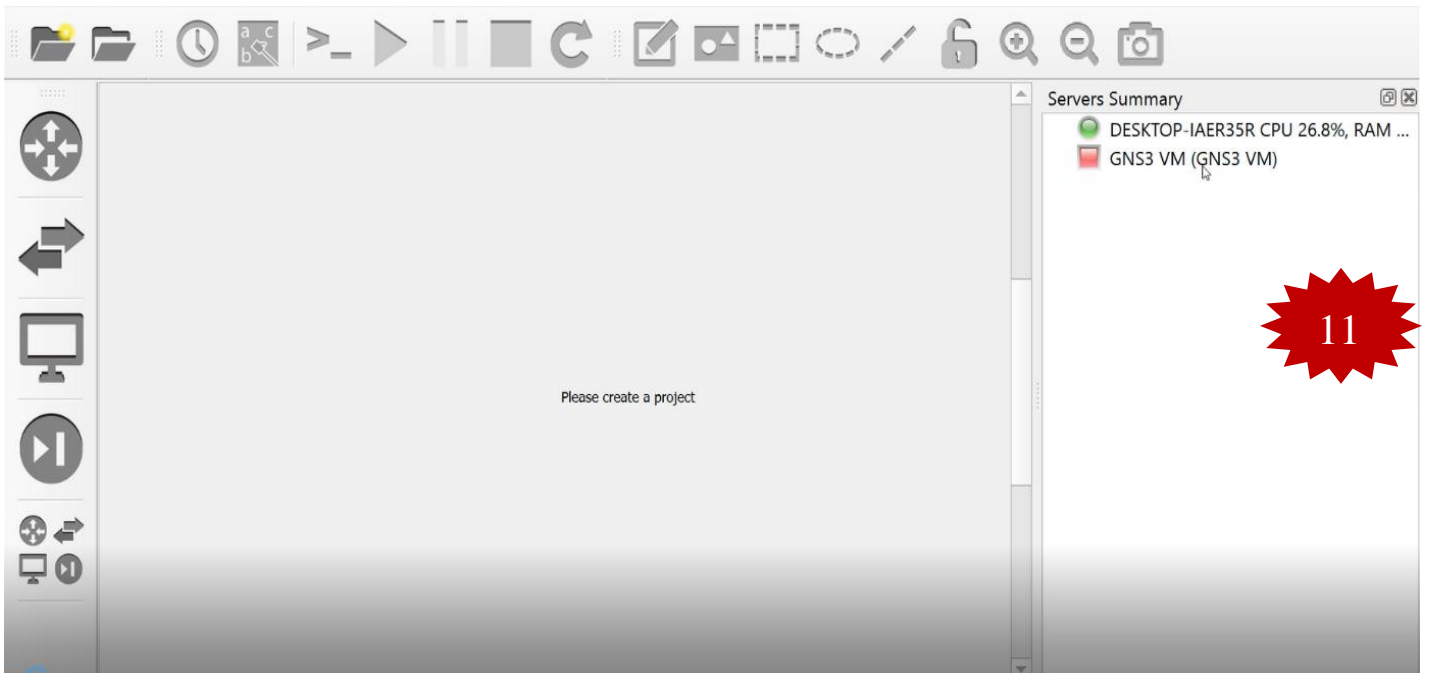 a c
b
>_
Servers Summary
DESKTOP-IAER35R CPU 26.8%, RAM ...
GNS3 VM (GNS3 VM)
11
Please create a project